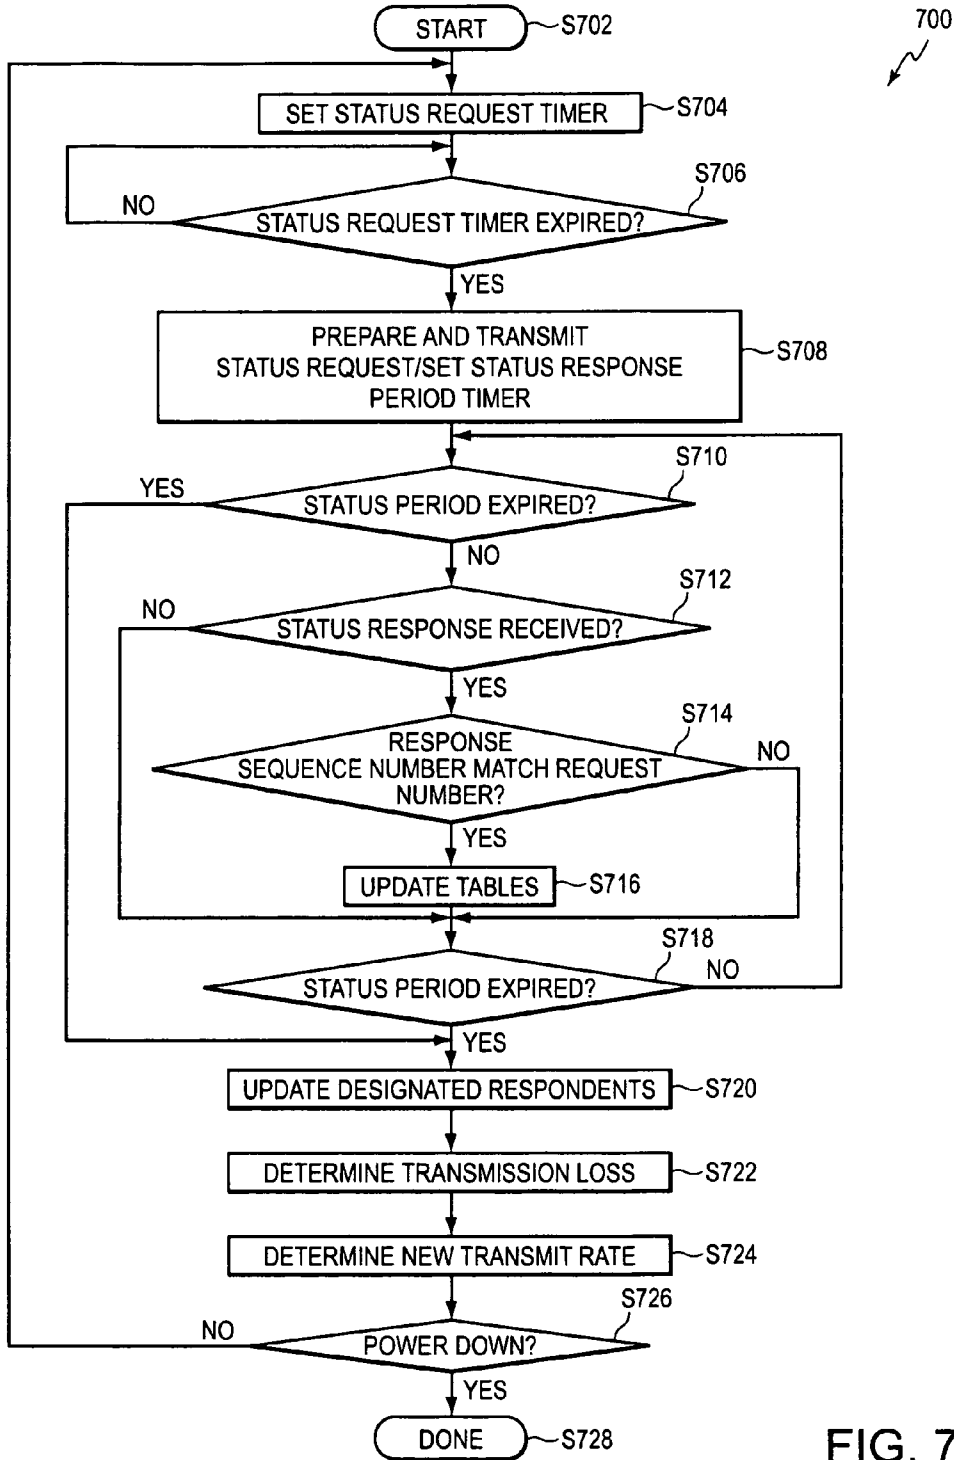 START
S702
700
SET STATUS REQUEST TIMER
S704
S706
NO
STATUS REQUEST TIMER EXPIRED?
YES
PREPARE AND TRANSMIT
STATUS REQUEST/SET STATUS RESPONSE
PERIOD TIMER
S708
S710
YES
STATUS PERIOD EXPIRED?
NO
S712
NO
STATUS RESPONSE RECEIVED?
YES
S714
RESPONSE
SEQUENCE NUMBER MATCH REQUEST
NUMBER?
NO
YES
UPDATE TABLES
S716
S718
STATUS PERIOD EXPIRED?
NO
YES
UPDATE DESIGNATED RESPONDENTS
S720
DETERMINE TRANSMISSION LOSS
S722
DETERMINE NEW TRANSMIT RATE
S724
S726
NO
POWER DOWN?
YES
DONE
S728
FIG. 7